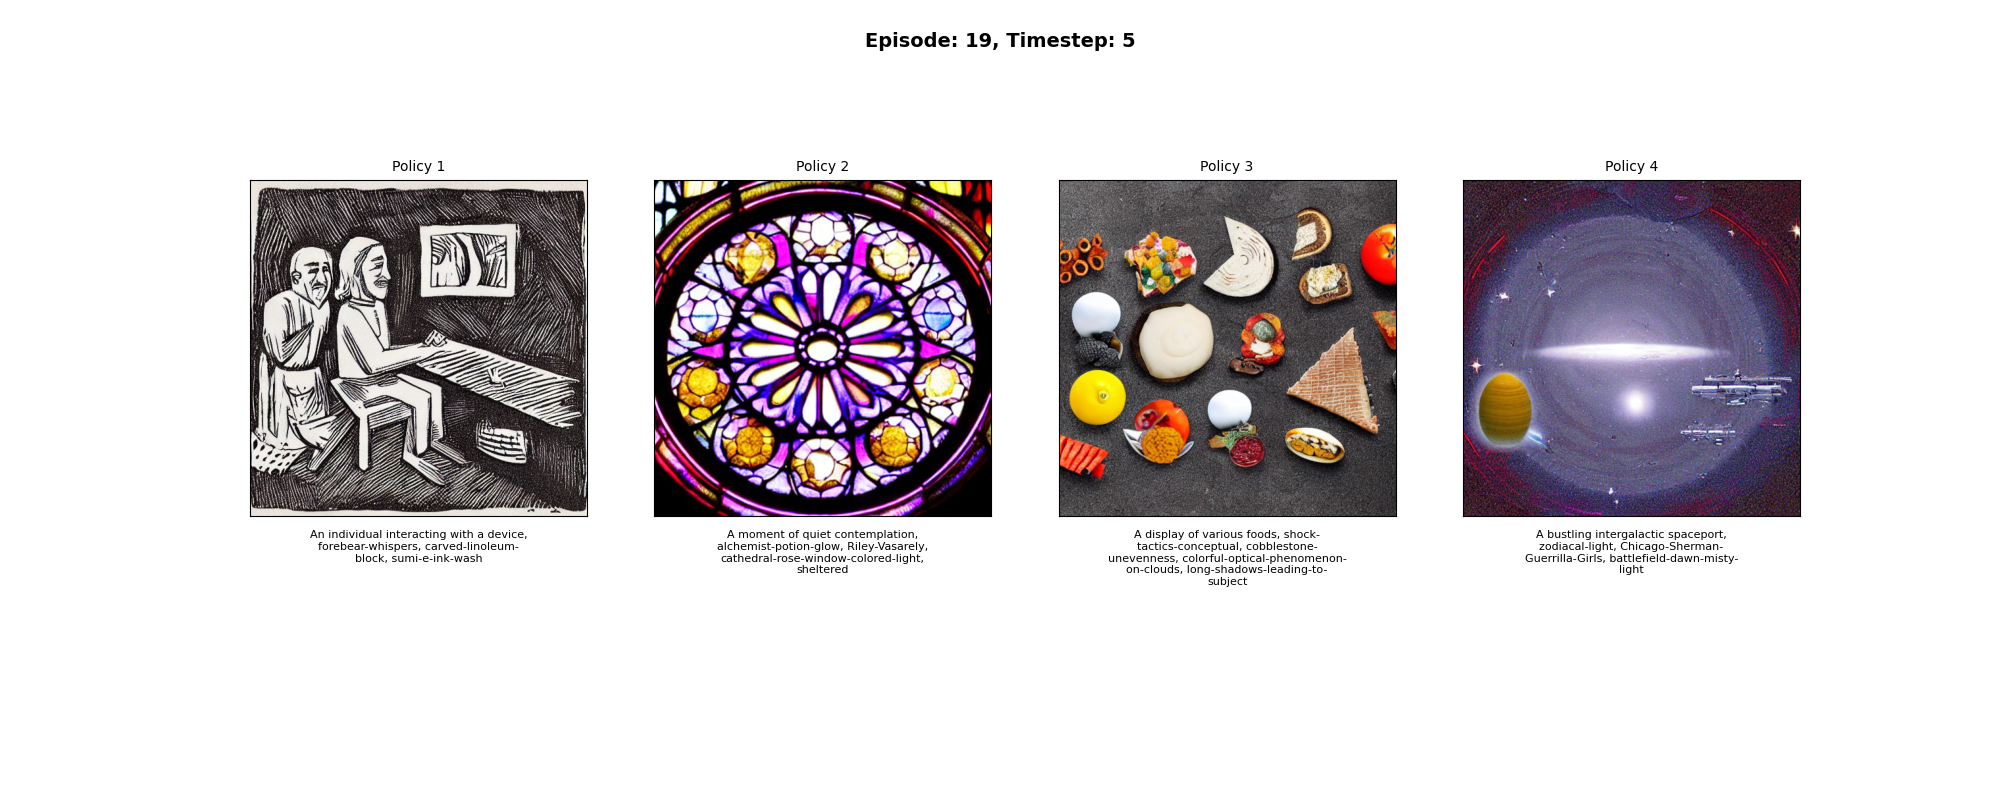 Episode: 19, Timestep: 5
Policy 1
An individual interacting with a device,
forebear-whispers, carved-linoleum-
block, sumi-e-ink-wash
Policy 2
A moment of quiet contemplation,
alchemist-potion-glow, Riley-Vasarely,
cathedral-rose-window-colored-light,
sheltered
Policy 3
A display of various foods, shock-
tactics-conceptual, cobblestone-
unevenness, colorful-optical-phenomenon-
on-clouds, long-shadows-leading-to-
subject
Policy 4
A bustling intergalactic spaceport,
zodiacal-light, Chicago-Sherman-
Guerrilla-Girls, battlefield-dawn-misty-
light